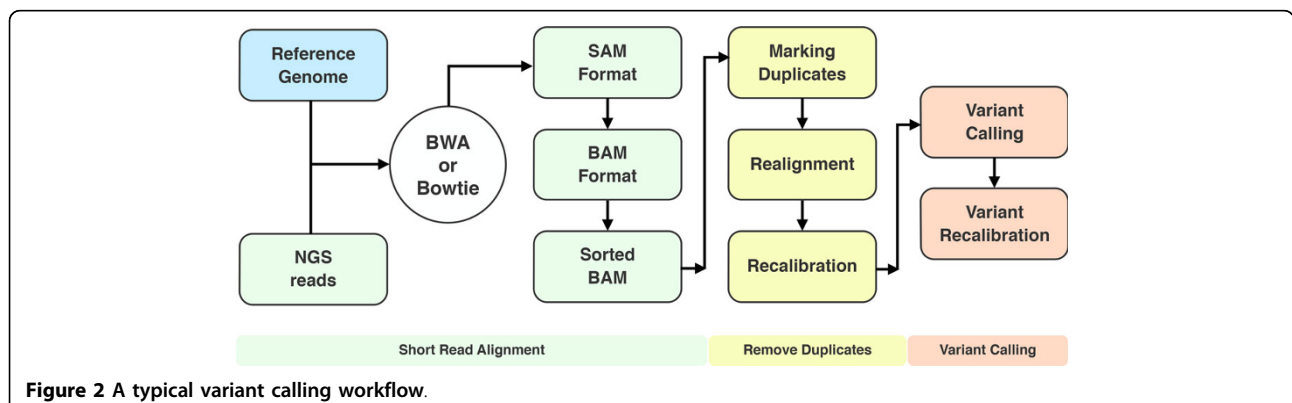 Reference
Genome
NGS
reads
BWA
or
Bowtie
SAM
Format
BAM
Format
Sorted
BAM
Marking
Duplicates
Realignment
Recalibration
Variant
Calling
Variant
Recalibration
Short Read Alignment
Remove Duplicates
Variant Calling
Figure 2 A typical variant calling workflow.